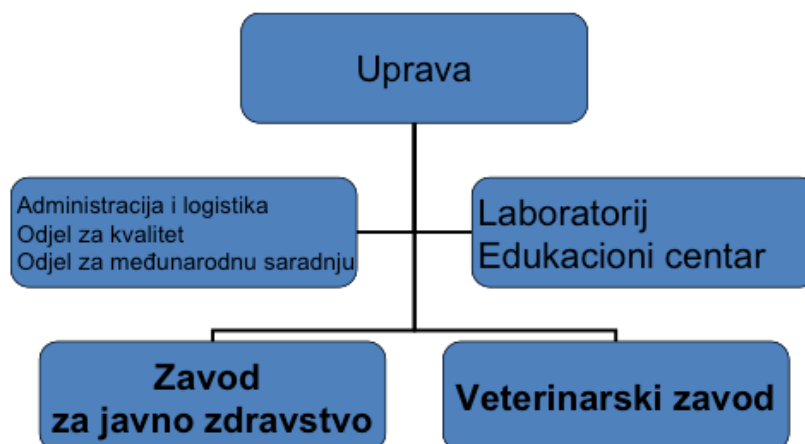 Uprava
Administracija i logistika
Odjel za kvalitet
Odjel za međunarodnu saradnju
Laboratorij
Edukacioni centar
Zavod
za javno zdravstvo
Veterinarski zavod